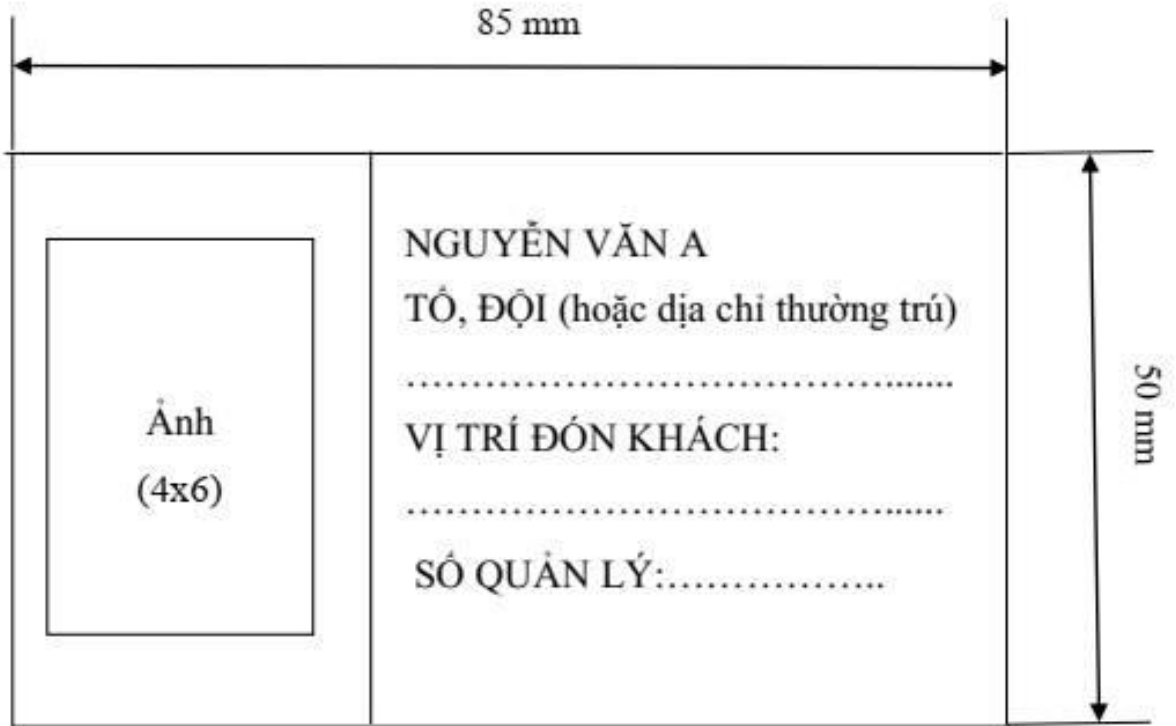 85 mm
NGUYỄN VĂN A
TỔ, ĐỘI (hoặc dịa chỉ thường trú)
………………………………….......
VỊ TRÍ ĐÓN KHÁCH:
…………………………………......
SỐ QUẢN LÝ:……………..
Ảnh
(4x6)
50 mm